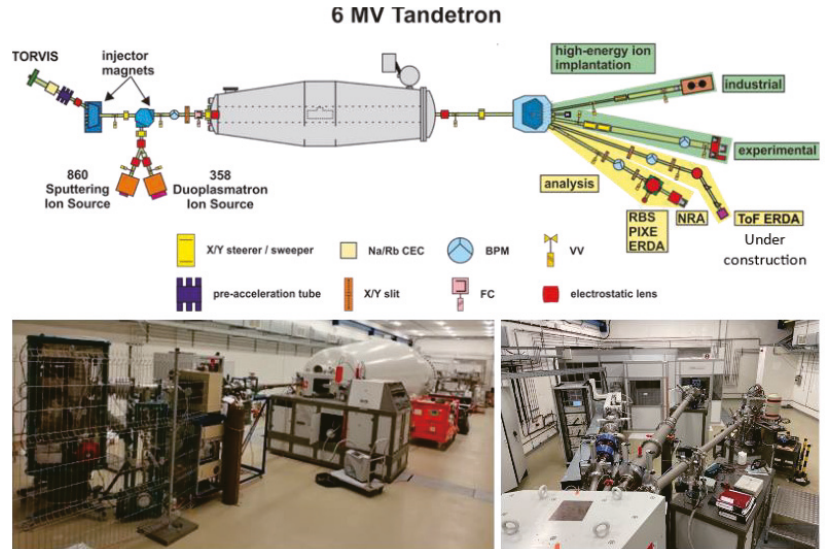 6 MV Tandetron
TORVIS
injector
magnets
high-energy ion
implantation
industrial
experimental
860
Sputtering
Ion Source
358
Duoplasmatron
Ion Source
analysis
RBS
PIXE
ERDA
NRA
ToF ERDA
Under
construction
X/Y steerer / sweeper
Na/Rb CEC
BPM
VV
pre-acceleration tube
X/Y slit
FC
electrostatic lens